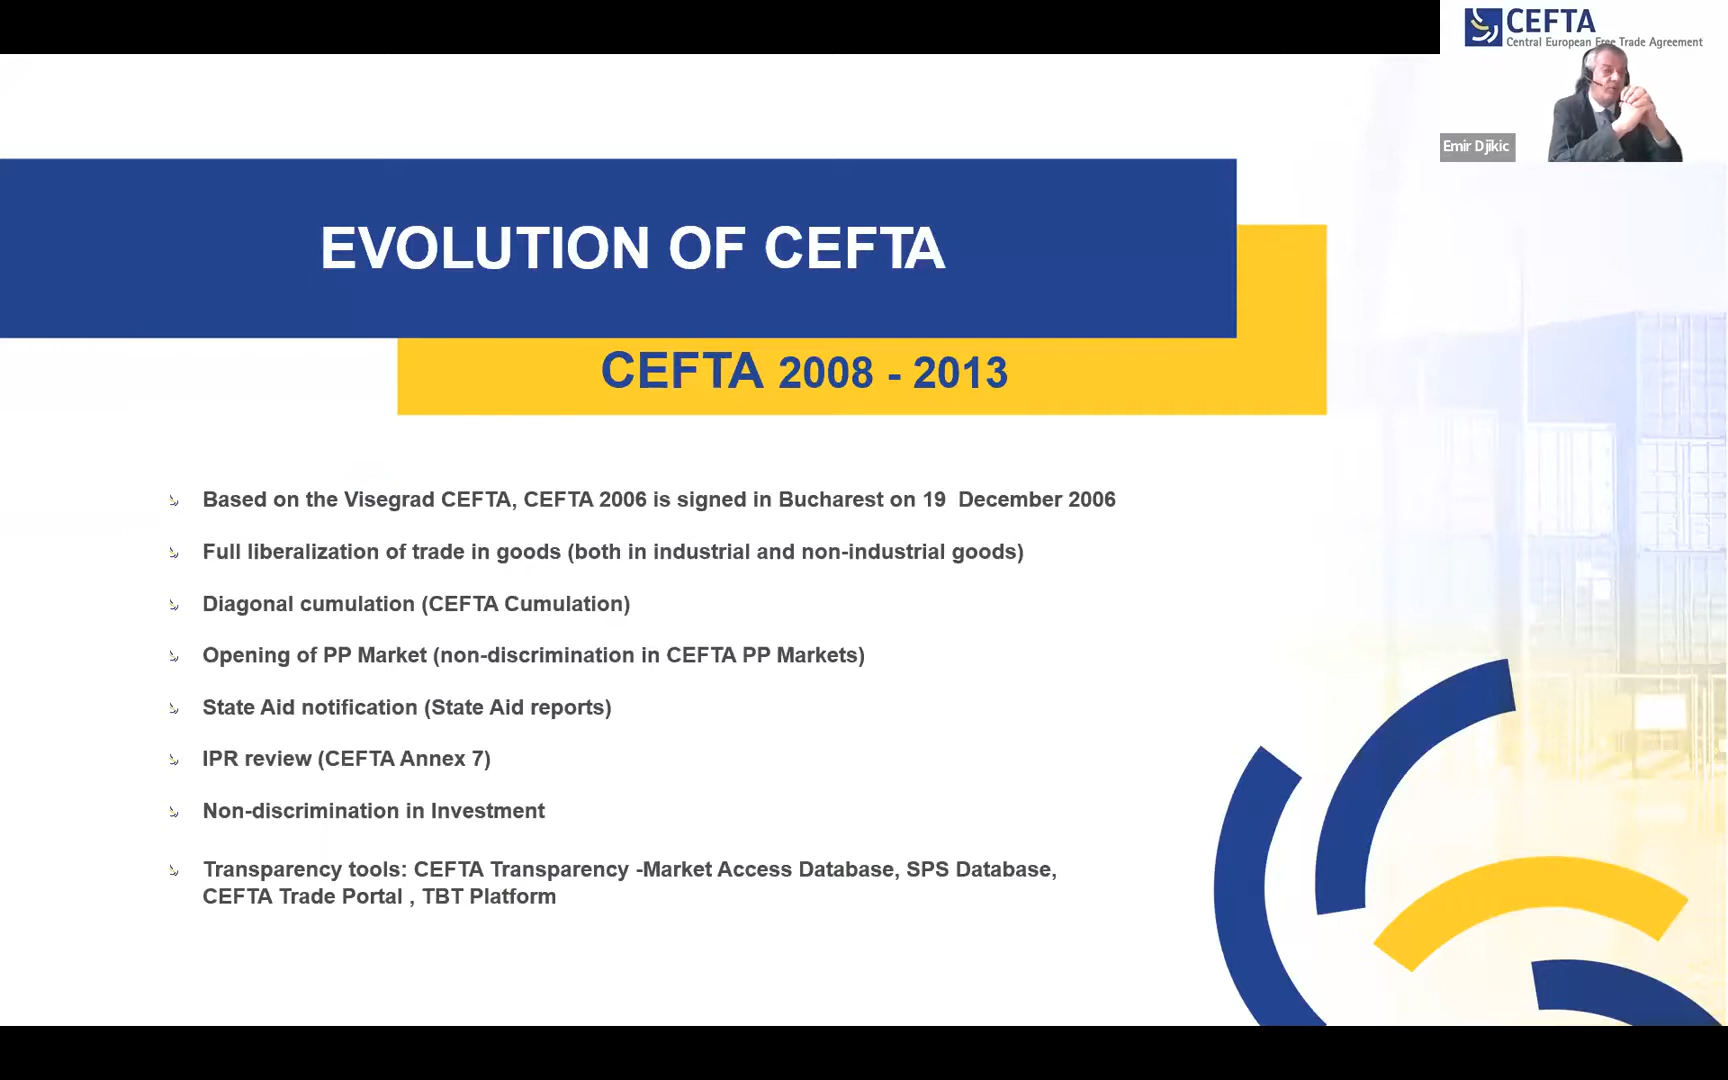 CEFTA
Central European Free Trade Agreement
Emir Djikic
EVOLUTION OF CEFTA
CEFTA 2008 - 2013
Based on the Visegrad CEFTA, CEFTA 2006 is signed in Bucharest on 19 December 2006
Full liberalization of trade in goods (both in industrial and non-industrial goods)
Diagonal cumulation (CEFTA Cumulation)
Opening of PP Market (non-discrimination in CEFTA PP Markets)
State Aid notification (State Aid reports)
IPR review (CEFTA Annex 7)
Non-discrimination in Investment
Transparency tools: CEFTA Transparency -Market Access Database, SPS Database,
CEFTA Trade Portal , TBT Platform